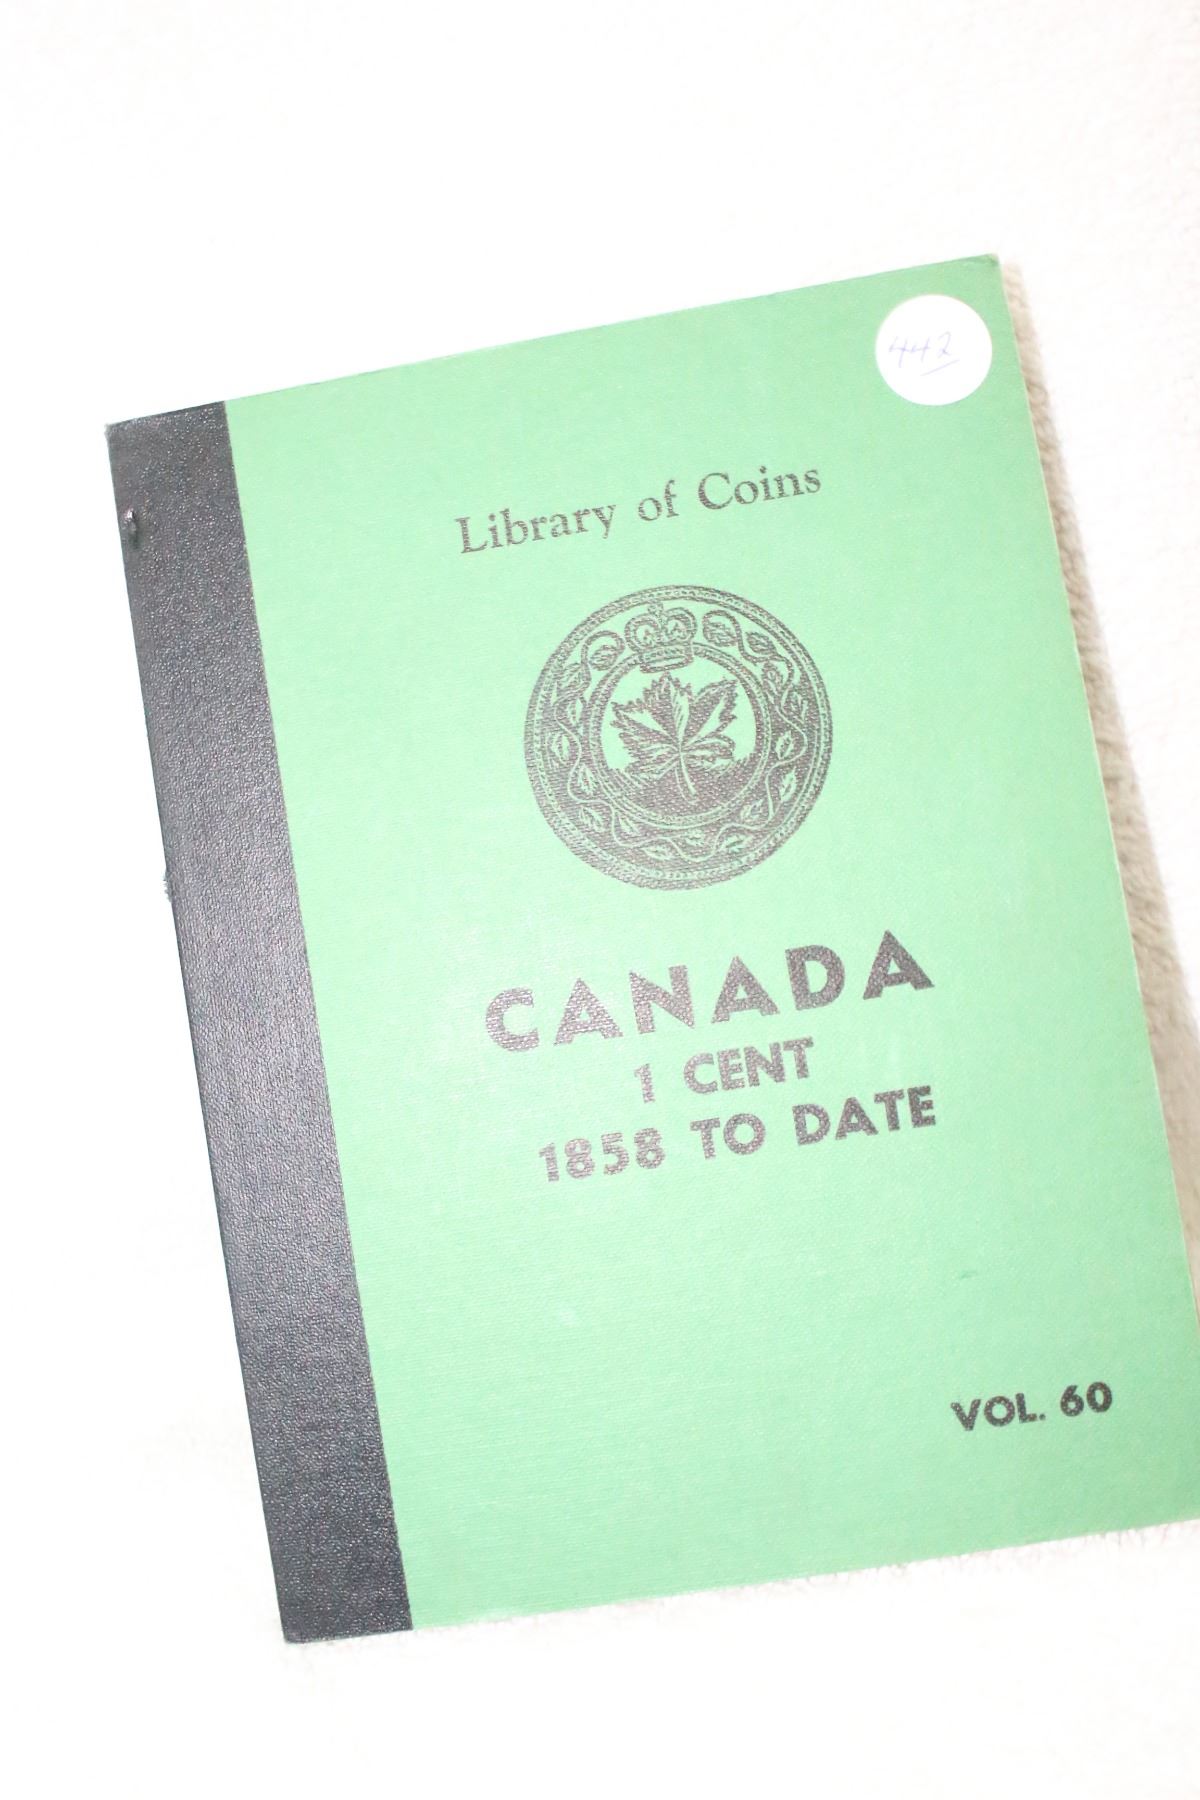 442
Library of Coins
CANADA
1 CENT
1858 TO DATE
VOL. 60